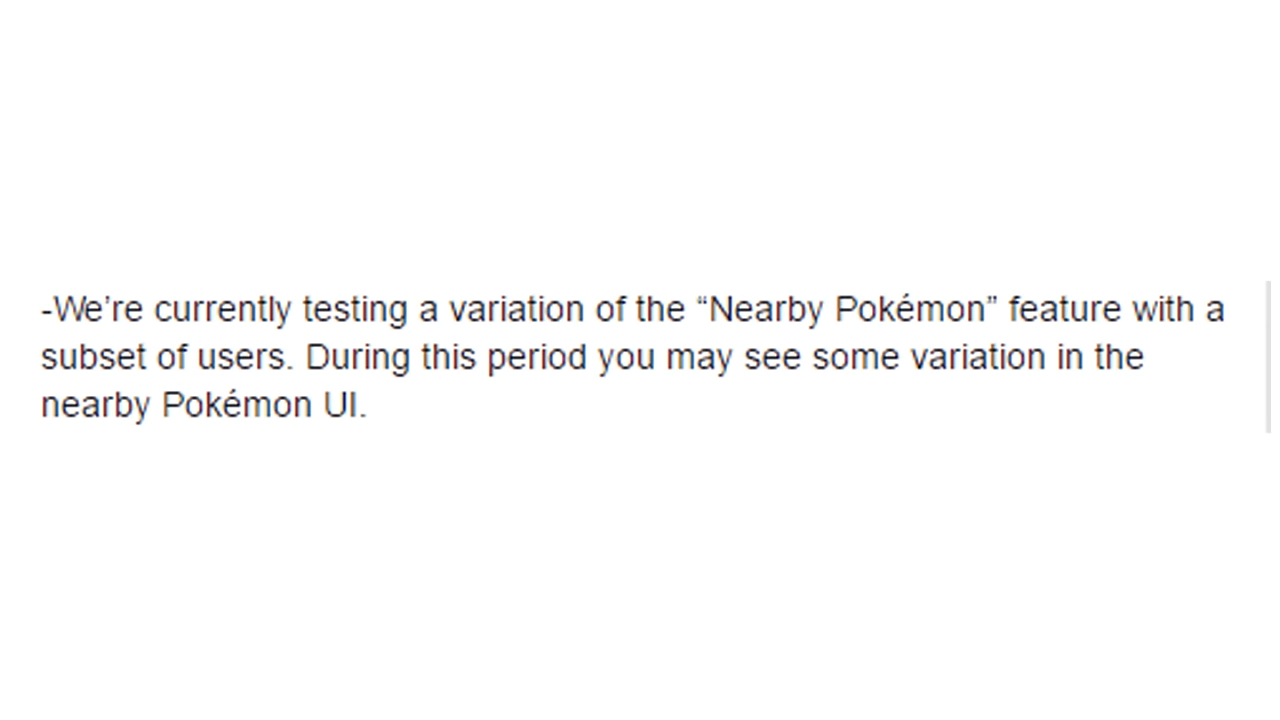 -We’re currently testing a variation of the “Nearby Pokémon” feature with a
subset of users. During this period you may see some variation in the
nearby Pokémon UI.